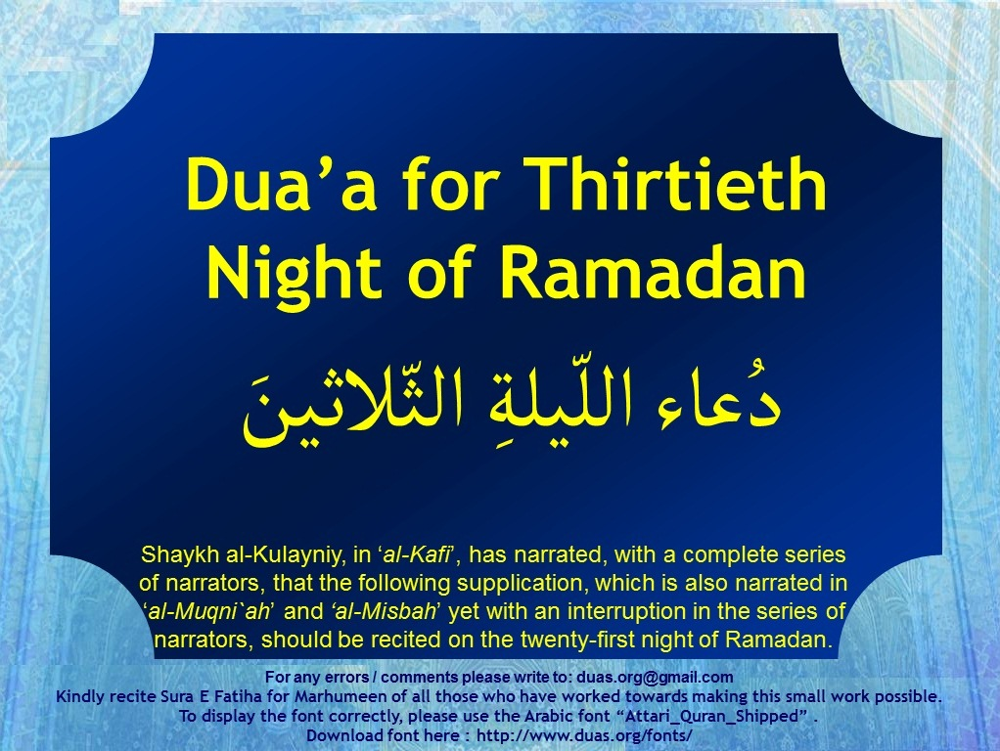 Dua’a for Thirtieth
Night of Ramadan
دُعاء اللّيلةِ الثّلاثينَ
Shaykh al-Kulayniy, in ‘al-Kafi’, has narrated, with a complete series
of narrators, that the following supplication, which is also narrated in
‘al-Muqni`ah’ and ‘al-Misbah’ yet with an interruption in the series of
narrators, should be recited on the twenty-first night of Ramadan.
For any errors / comments please write to: duas.org@gmail.com
Kindly recite Sura E Fatiha for Marhumeen of all those who have worked towards making this small work possible.
To display the font correctly, please use the Arabic font “Attari_Quran_Shipped” .
Download font here : http://www.duas.org/fonts/